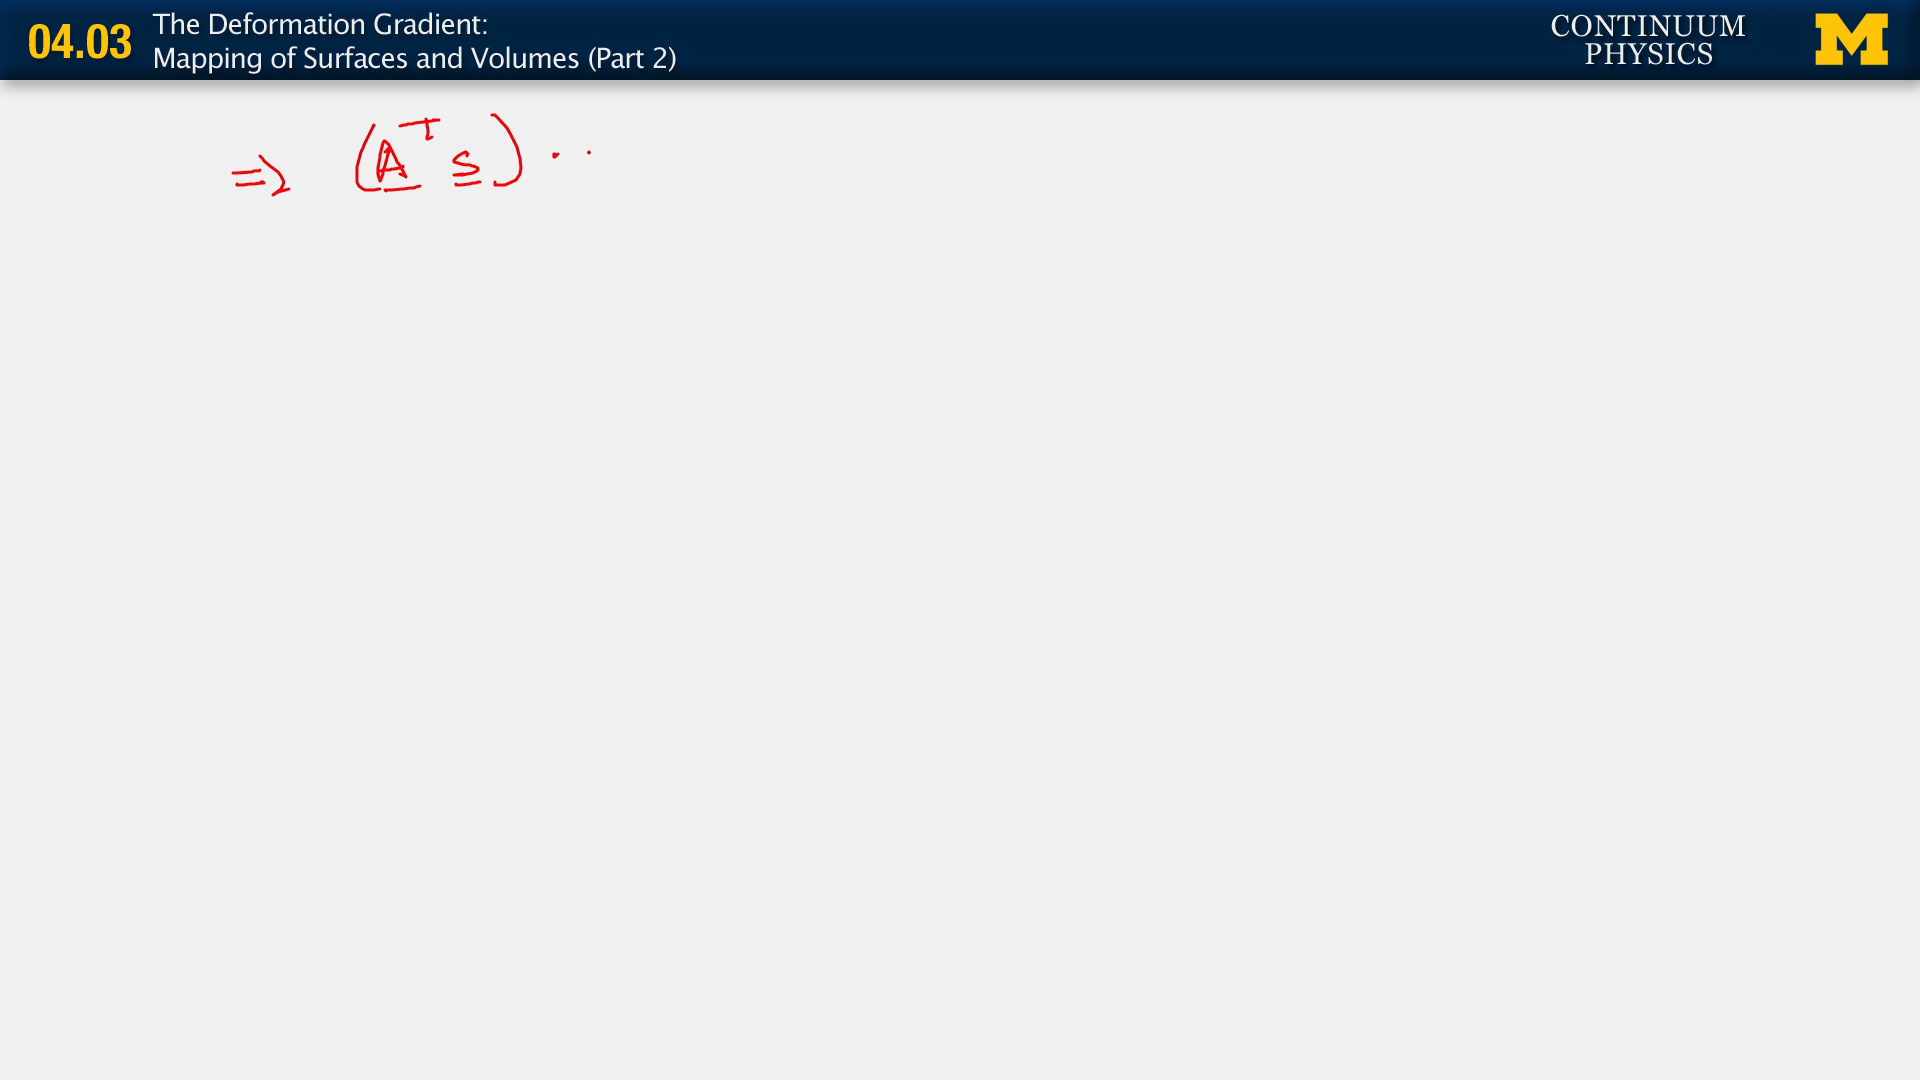 04.03
The Deformation Gradient:
Mapping of Surfaces and Volumes (Part 2)
CONTINUUM
PHYSICS
M
⇒ (A^T s) · ·